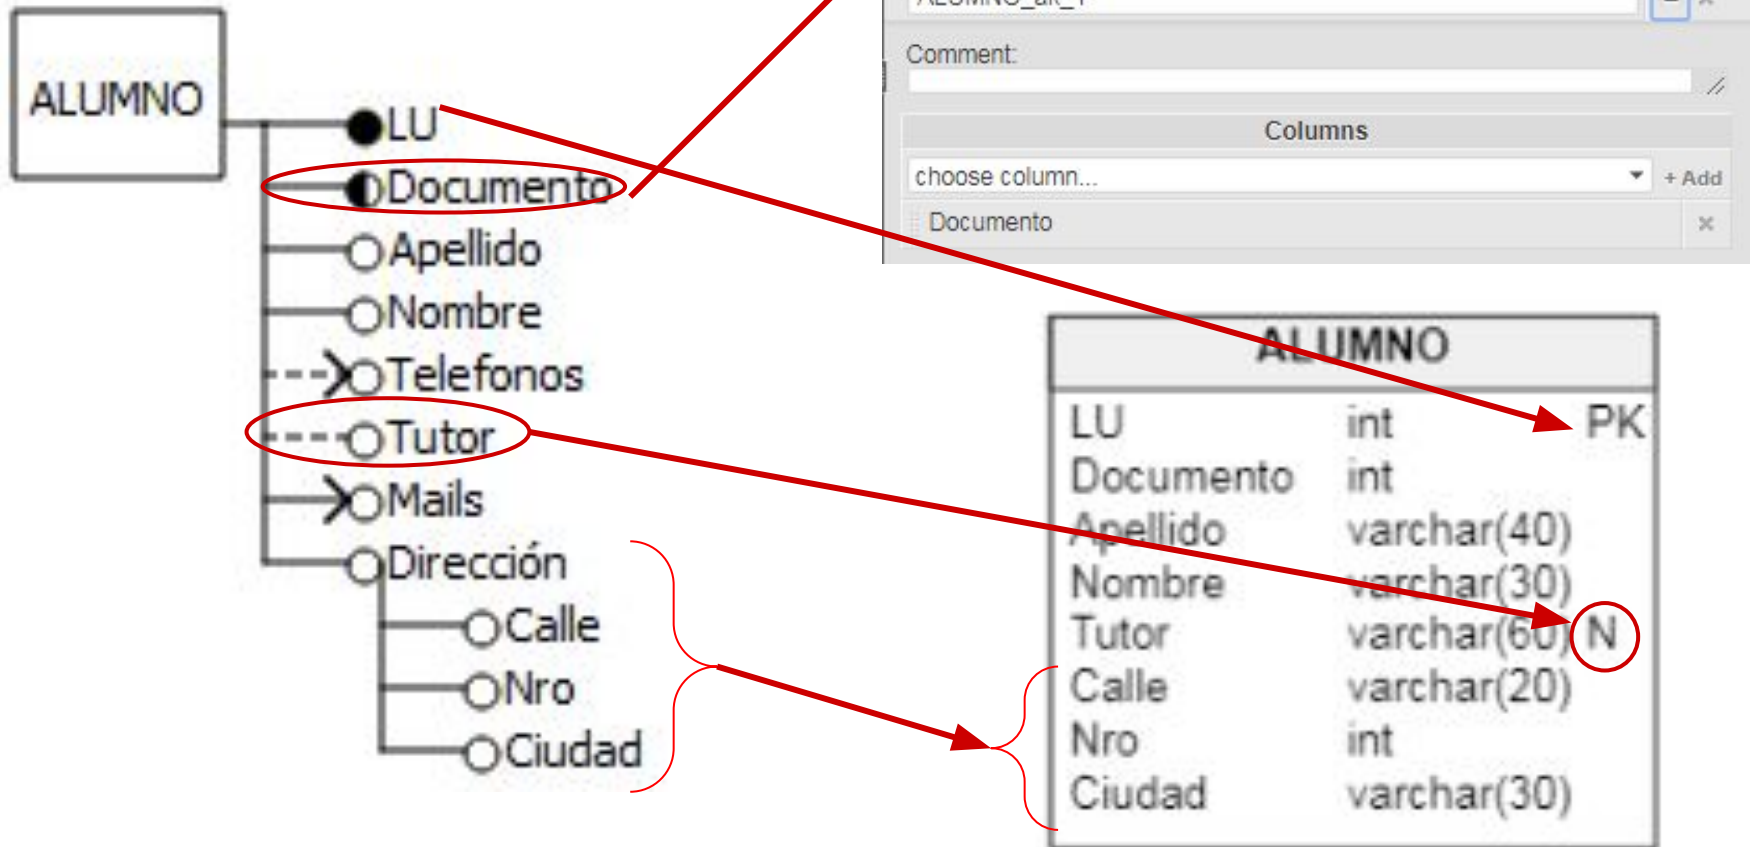 ALUMNO
LU
Documento
Apellido
Nombre
Telefonos
Tutor
Mails
Dirección
Calle
Nro
Ciudad
ALUMNO_ak_1
Comment:
Columns
choose column...
+ Add
Documento
ALUMNO
LU int PK
Documento int
Apellido varchar(40)
Nombre varchar(30)
Tutor varchar(60) N
Calle varchar(20)
Nro int
Ciudad varchar(30)